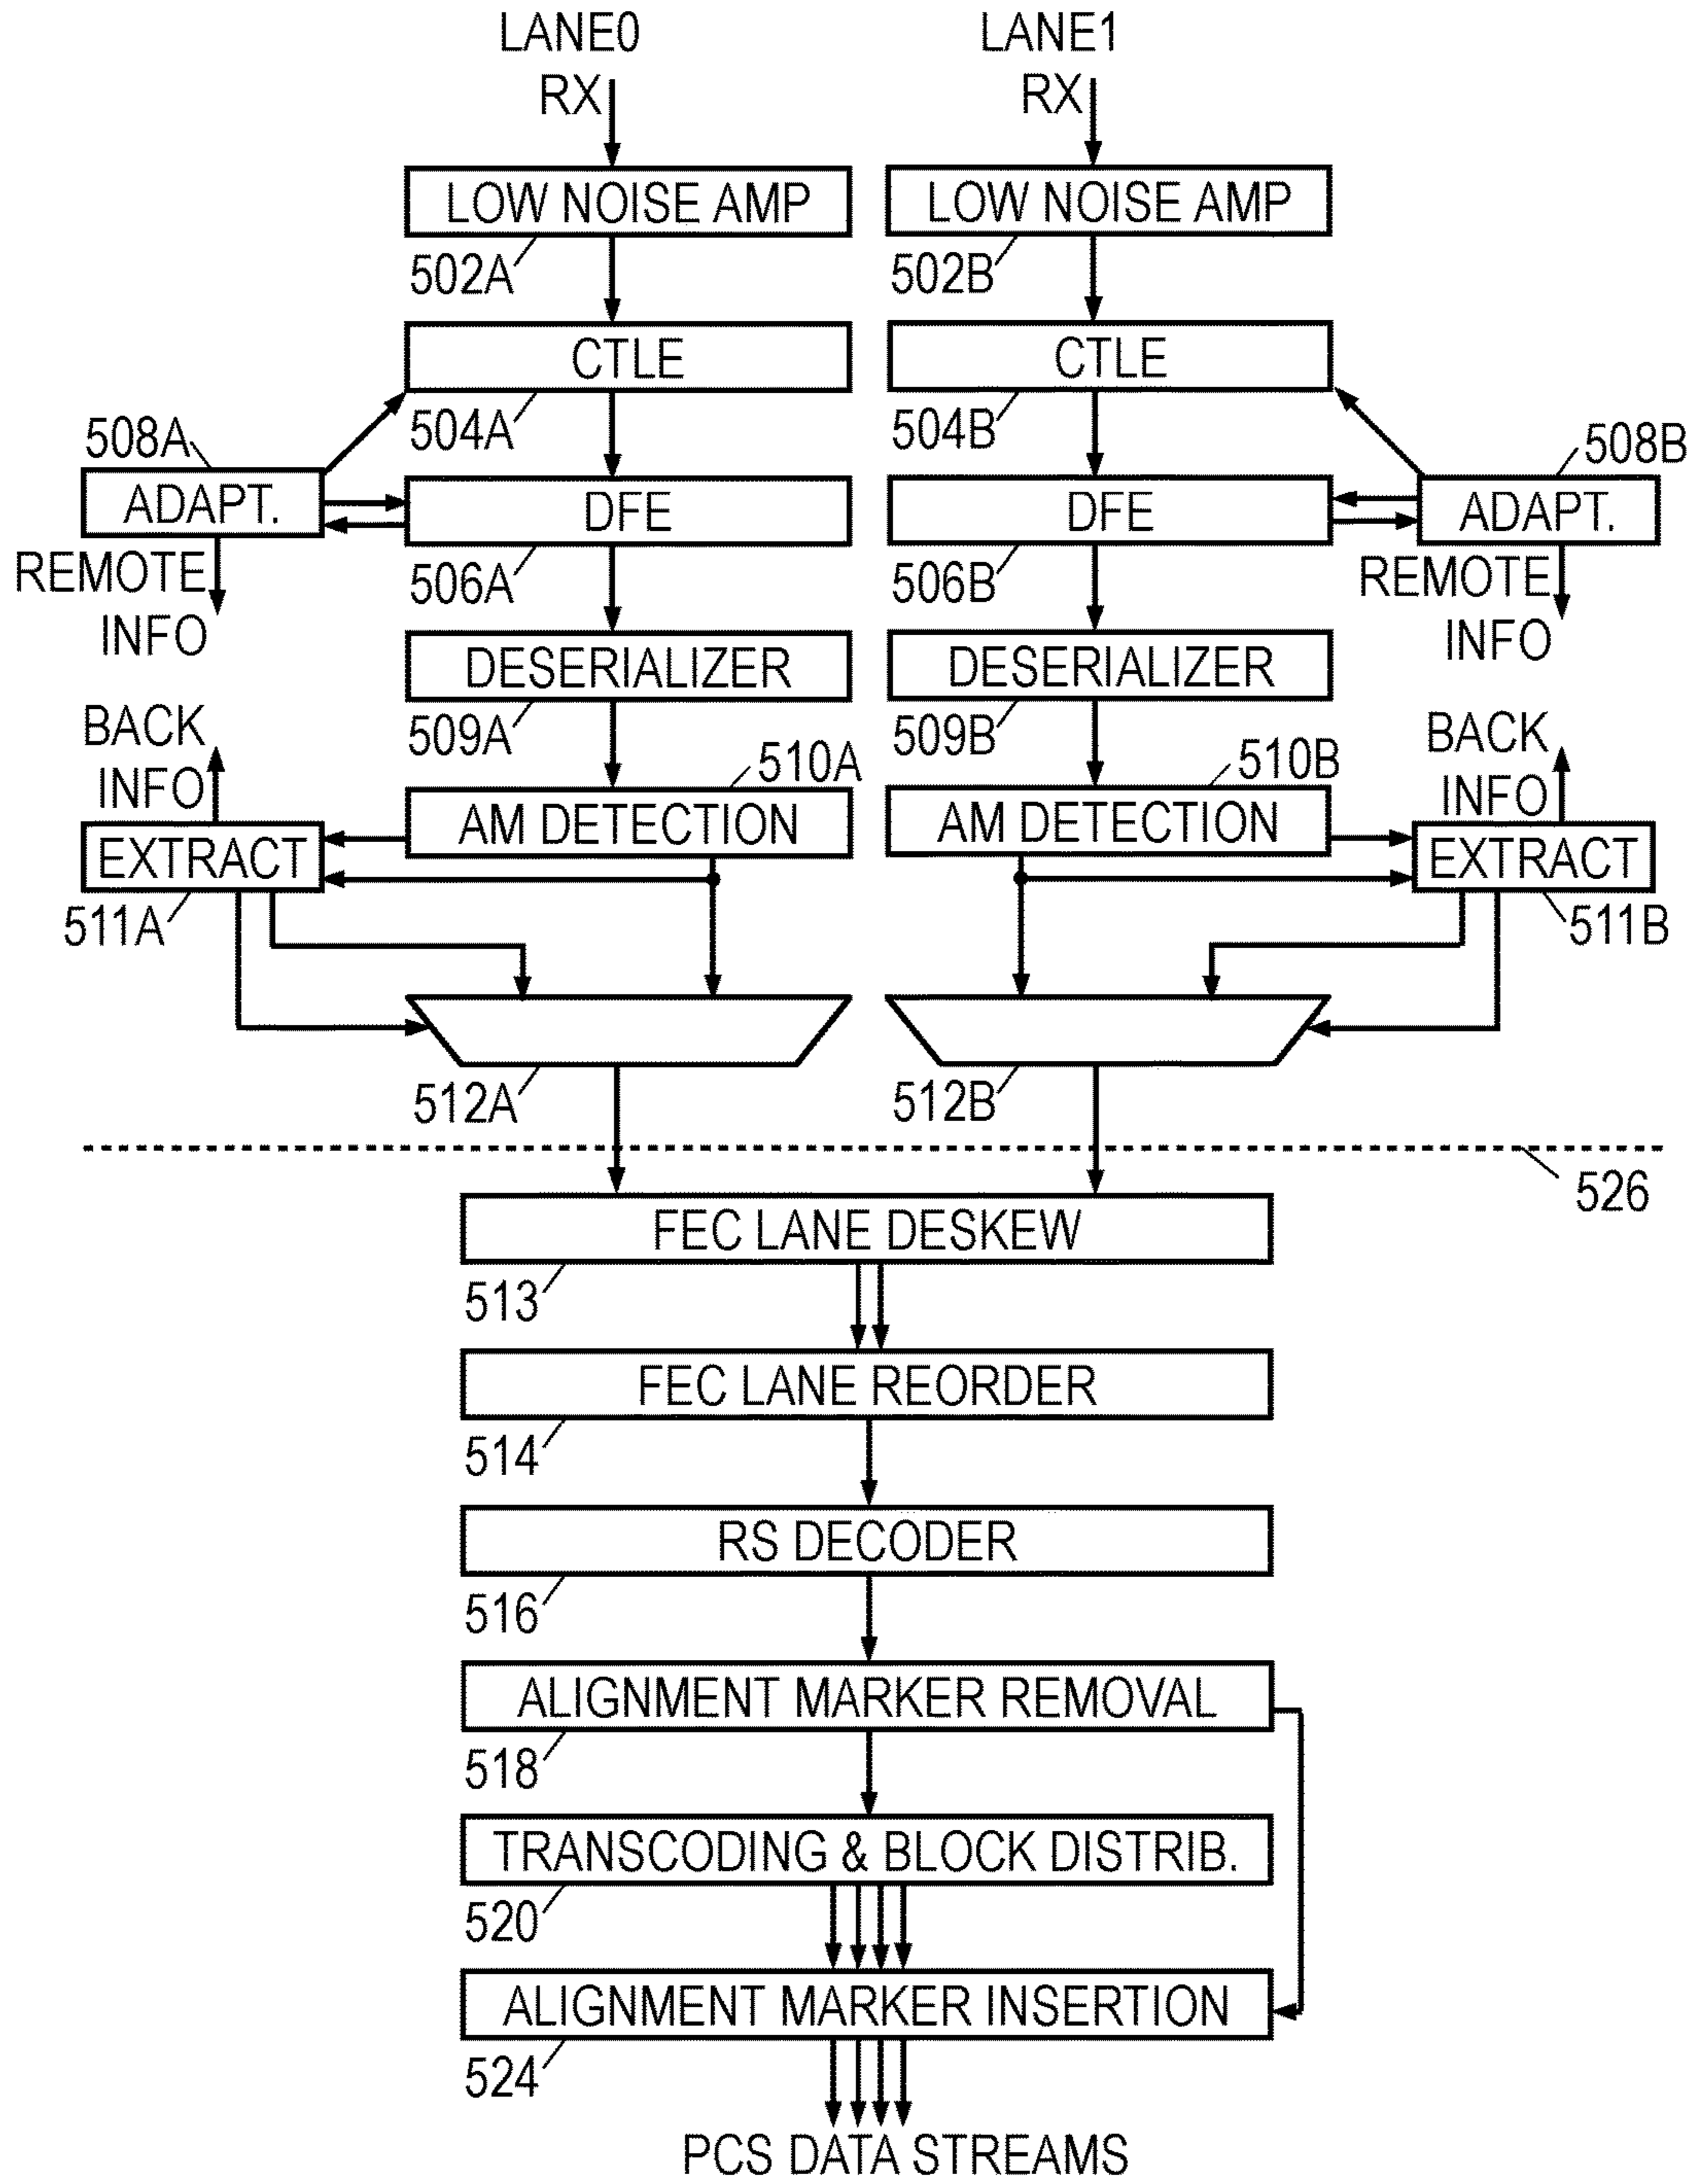 LANE0
RX
LANE1
RX
LOW NOISE AMP
LOW NOISE AMP
502A
502B
CTLE
CTLE
504A
504B
508A
508B
ADAPT.
DFE
DFE
ADAPT.
REMOTE
INFO
506A
506B
REMOTE
INFO
DESERIALIZER
DESERIALIZER
509A
509B
BACK
INFO
510A
510B
BACK
INFO
AM DETECTION
AM DETECTION
EXTRACT
EXTRACT
511A
511B
512A
512B
526
FEC LANE DESKEW
513
FEC LANE REORDER
514
RS DECODER
516
ALIGNMENT MARKER REMOVAL
518
TRANSCODING & BLOCK DISTRIB.
520
ALIGNMENT MARKER INSERTION
524
PCS DATA STREAMS